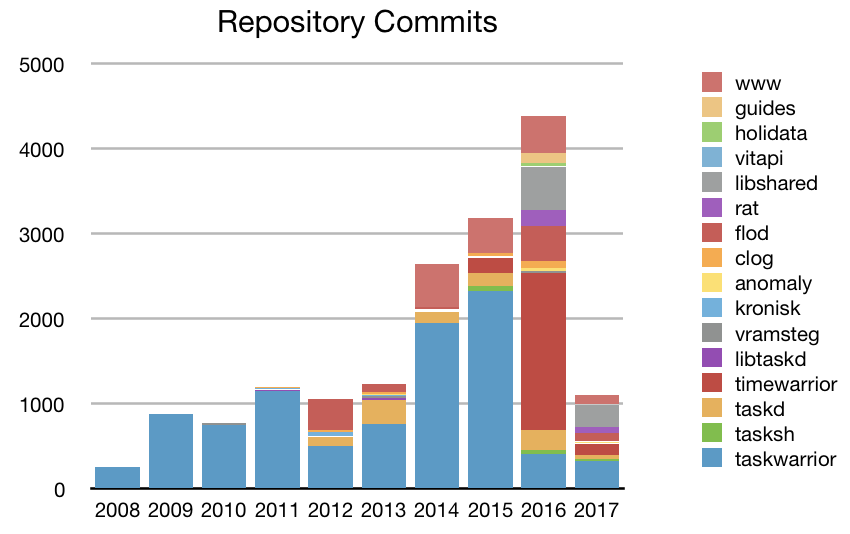 Repository Commits
5000
4000
3000
2000
1000
0
2008 2009 2010 2011 2012 2013 2014 2015 2016 2017
www
guides
holidata
vitapi
libshared
rat
flod
clog
anomaly
kronisk
vramsteg
libtaskd
timewarrior
taskd
tasksh
taskwarrior